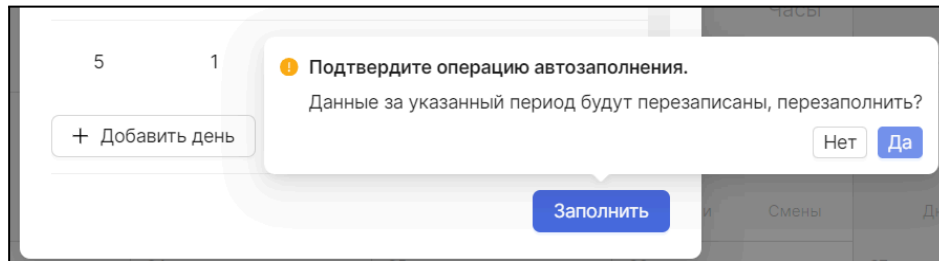 Часы
5 1
Подтвердите операцию автозаполнения.
Данные за указанный период будут перезаписаны, перезаполнить?
+ Добавить день
Нет Да
Заполнить
и Смены